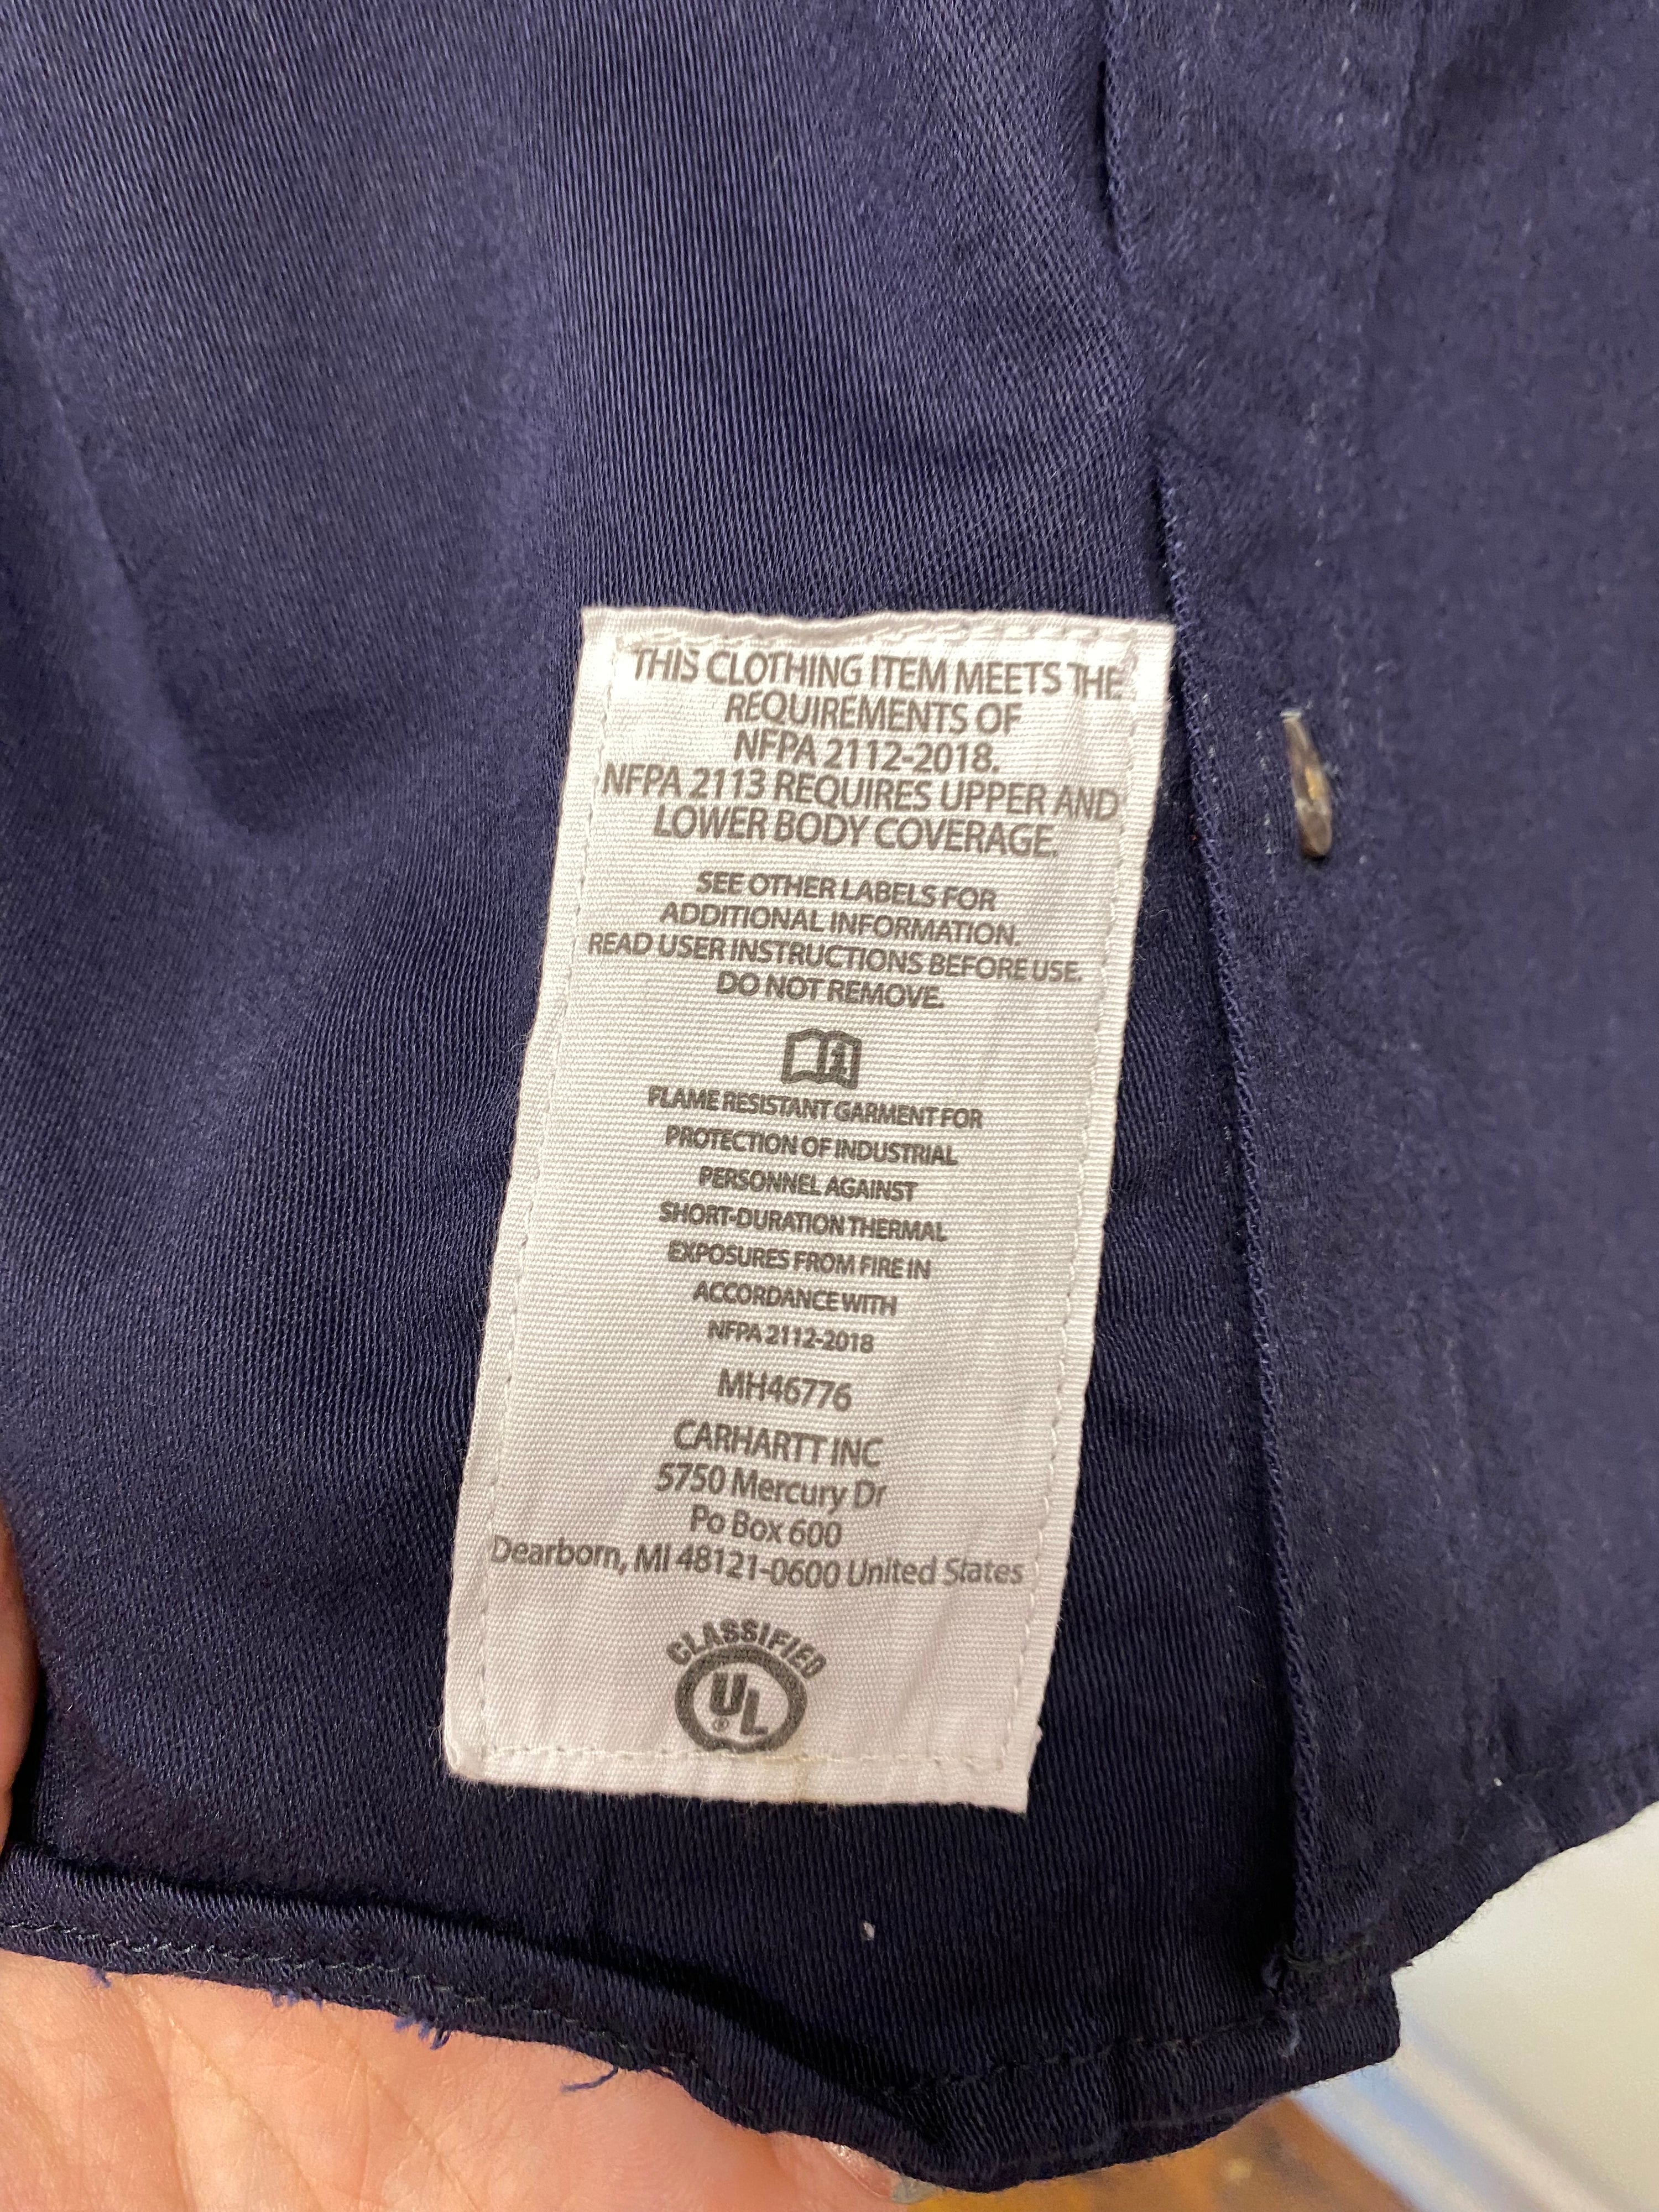 THIS CLOTHING ITEM MEETS THE
REQUIREMENTS OF
NFPA 2112-2018.
NFPA 2113 REQUIRES UPPER AND
LOWER BODY COVERAGE.
SEE OTHER LABELS FOR
ADDITIONAL INFORMATION.
READ USER INSTRUCTIONS BEFORE USE.
DO NOT REMOVE.
FLAME RESISTANT GARMENT FOR
PROTECTION OF INDUSTRIAL
PERSONNEL AGAINST
SHORT-DURATION THERMAL
EXPOSURES FROM FIRE IN
ACCORDANCE WITH
NFPA 2112-2018
MH46776
CARHARTT INC
5750 Mercury Dr
Po Box 600
Dearborn, MI 48121-0600 United States
CLASSIFIED
UL®